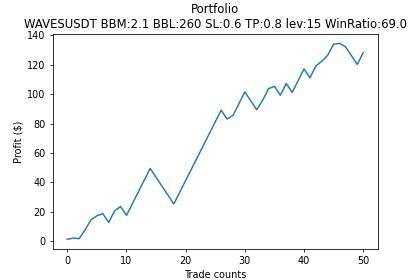 Portfolio
WAVESUSDT BBM:2.1 BBL:260 SL:0.6 TP:0.8 lev:15 WinRatio:69.0
140
120
100
80
60
40
20
0
Profit ($)
0 10 20 30 40 50
Trade counts